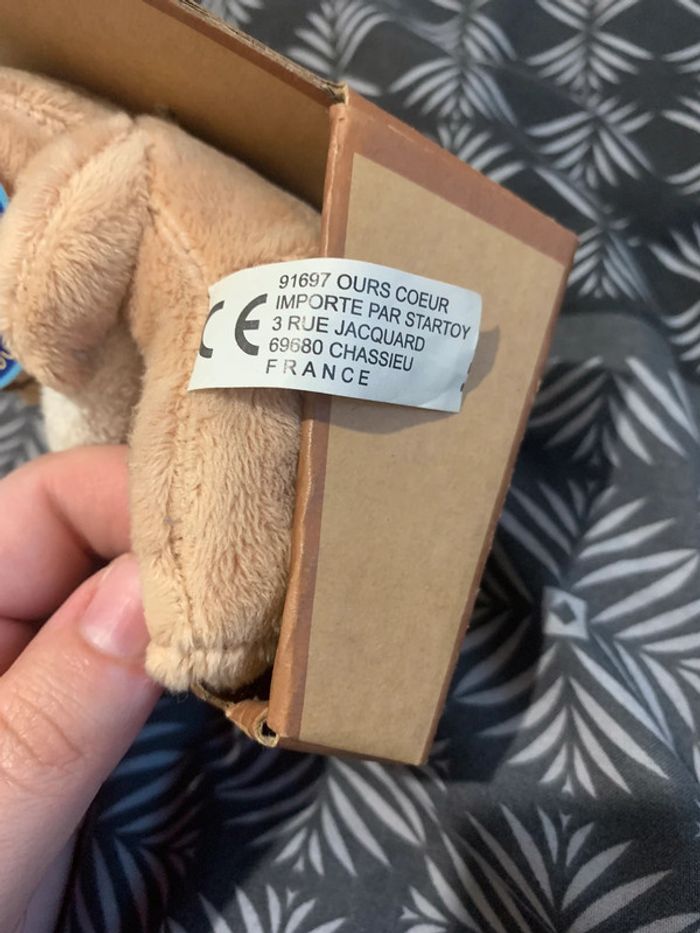 91697 OURS COEUR
IMPORTE PAR STARTOY
3 RUE JACQUARD
69680 CHASSIEU
FRANCE
CE